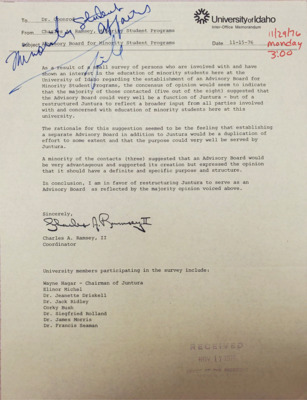 University of Idaho
Inter-Office Memorandum
To Dr.
From Charles Ramsey, Minority Student Programs
Subject Advisory Board for Minority Student Programs
Date 11-11-76
Minority Student Affairs
file
11/29/76
monday
3:00
As a result of a small survey of persons who are involved with and have
shown an interest in the education of minority students here at the
University of Idaho regarding the establishment of an Advisory Board for
Minority Student Programs, the concensus of opinion would seem to indicate
that the majority of those contacted (five out of the eight) suggested that
the Advisory Board could very well be a function of Juntura - but of a
restructured Juntura to reflect a broader input from all parties involved
with and concerned with education of minority students here at this
university.
The rationale for this suggestion seemed to be the feeling that establishing
a separate Advisory Board in addition to Juntura would be a duplication of
effort to some extent and that the purpose could very well be served by
Juntura.
A minority of the contacts (three) suggested that an Advisory Board would
be very advantageous and supported its creation but expressed the opinion
that it should have a definite and specific purpose and structure.
In conclusion, I am in favor of restructuring Juntura to serve as an
Advisory Board as reflected by the majority opinion voiced above.
Sincerely,
Charles A. Ramsey II
Charles A. Ramsey, II
Coordinator
University members participating in the survey include:
Wayne Hager - Chairman of Juntura
Elinor Michel
Dr. Jeanette Driskell
Dr. Jack Ridley
Corky Bush
Dr. Siegfried Rolland
Dr. James Morris
Dr. Francis Seaman
RECEIVED
NOV 11